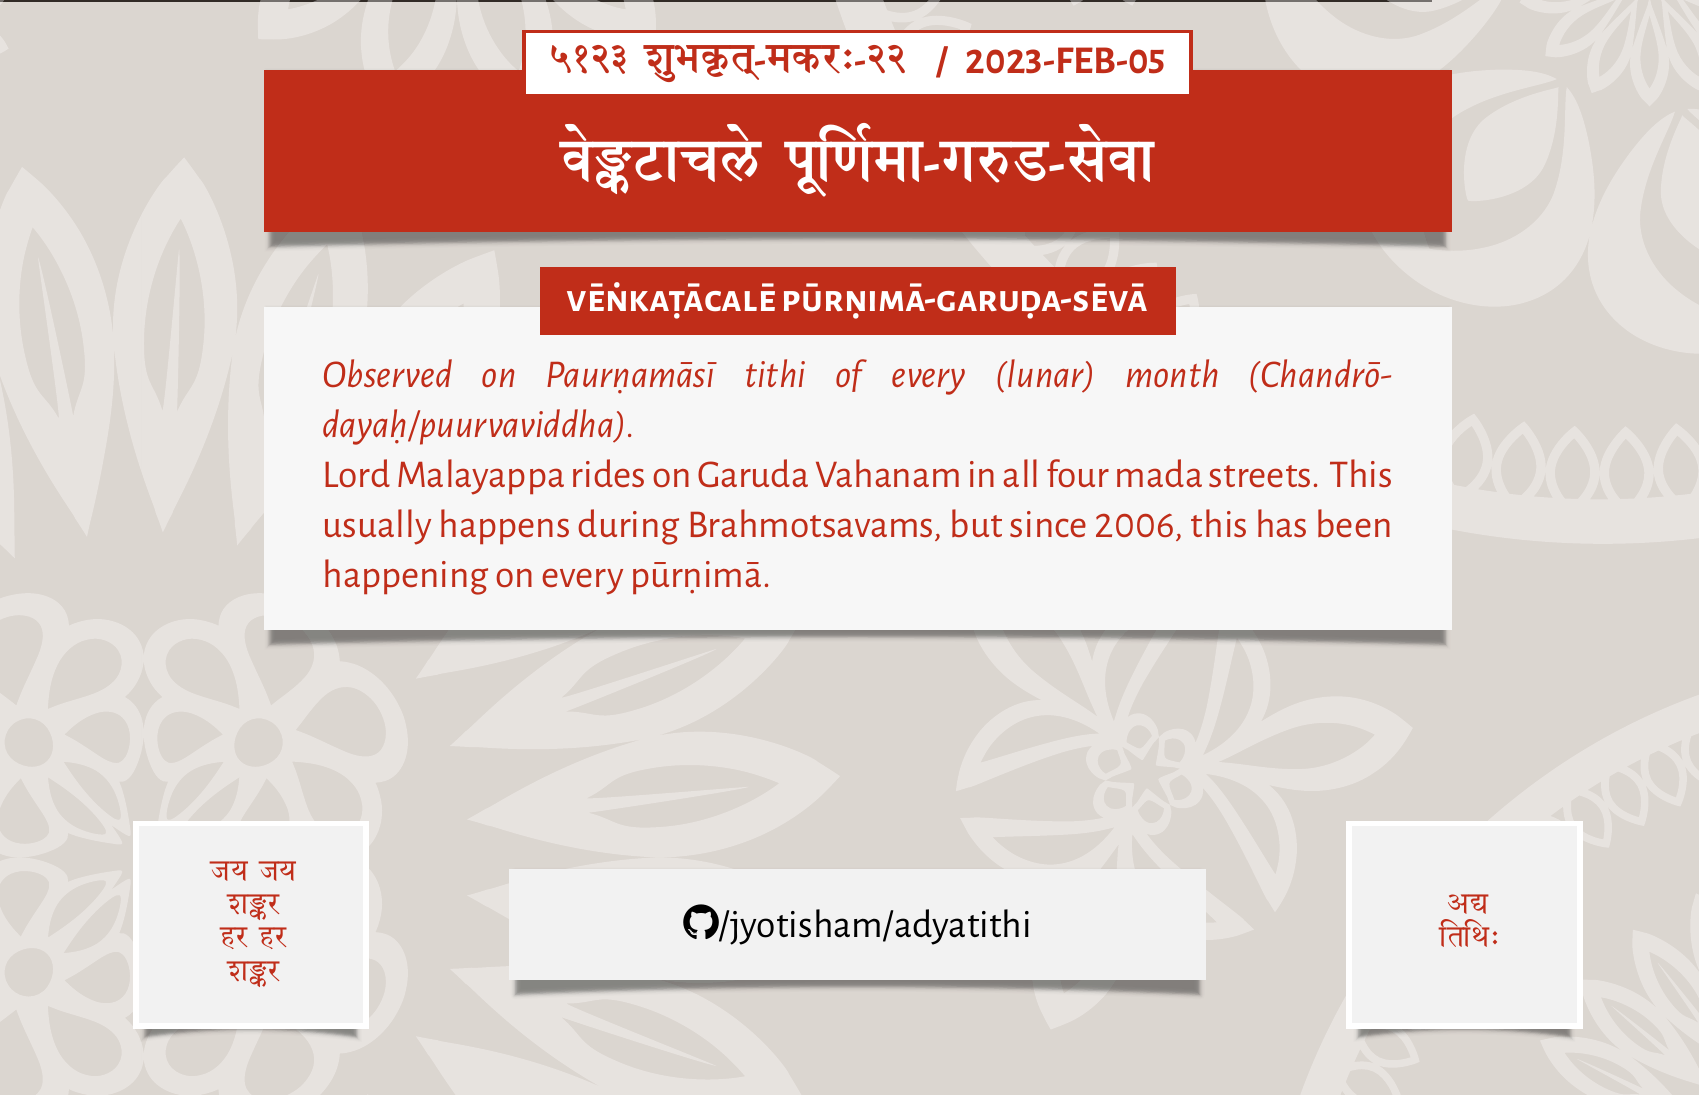 ५१२३ शुभकृत्-मकरः-२२ / 2023-FEB-05
वेङ्कटाचले पूर्णिमा-गरुड-सेवा
VĒṄKAṬĀCALĒ PŪRṆIMĀ-GARUḌA-SĒVĀ
Observed on Paurṇamāsī tithi of every (lunar) month (Chandrō-
dayaḥ/puurvaviddha).
Lord Malayappa rides on Garuda Vahanam in all four mada streets. This
usually happens during Brahmotsavams, but since 2006, this has been
happening on every pūrṇimā.
जय जय
शङ्कर
हर हर
शङ्कर
/jyotisham/adyatithi
अद्य
तिथिः